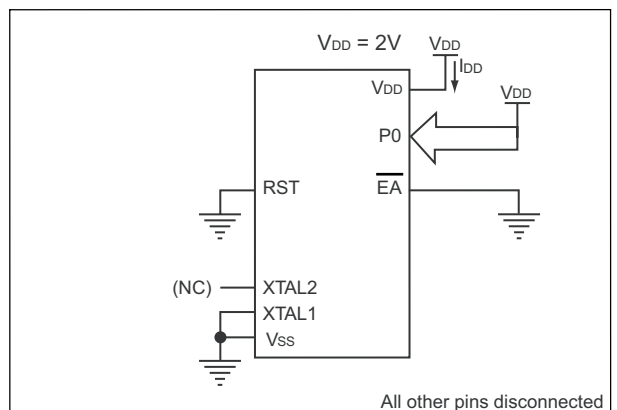 VDD = 2V
VDD
IDD
VDD
VDD
P0
RST
EA
(NC)
XTAL2
XTAL1
VSS
All other pins disconnected